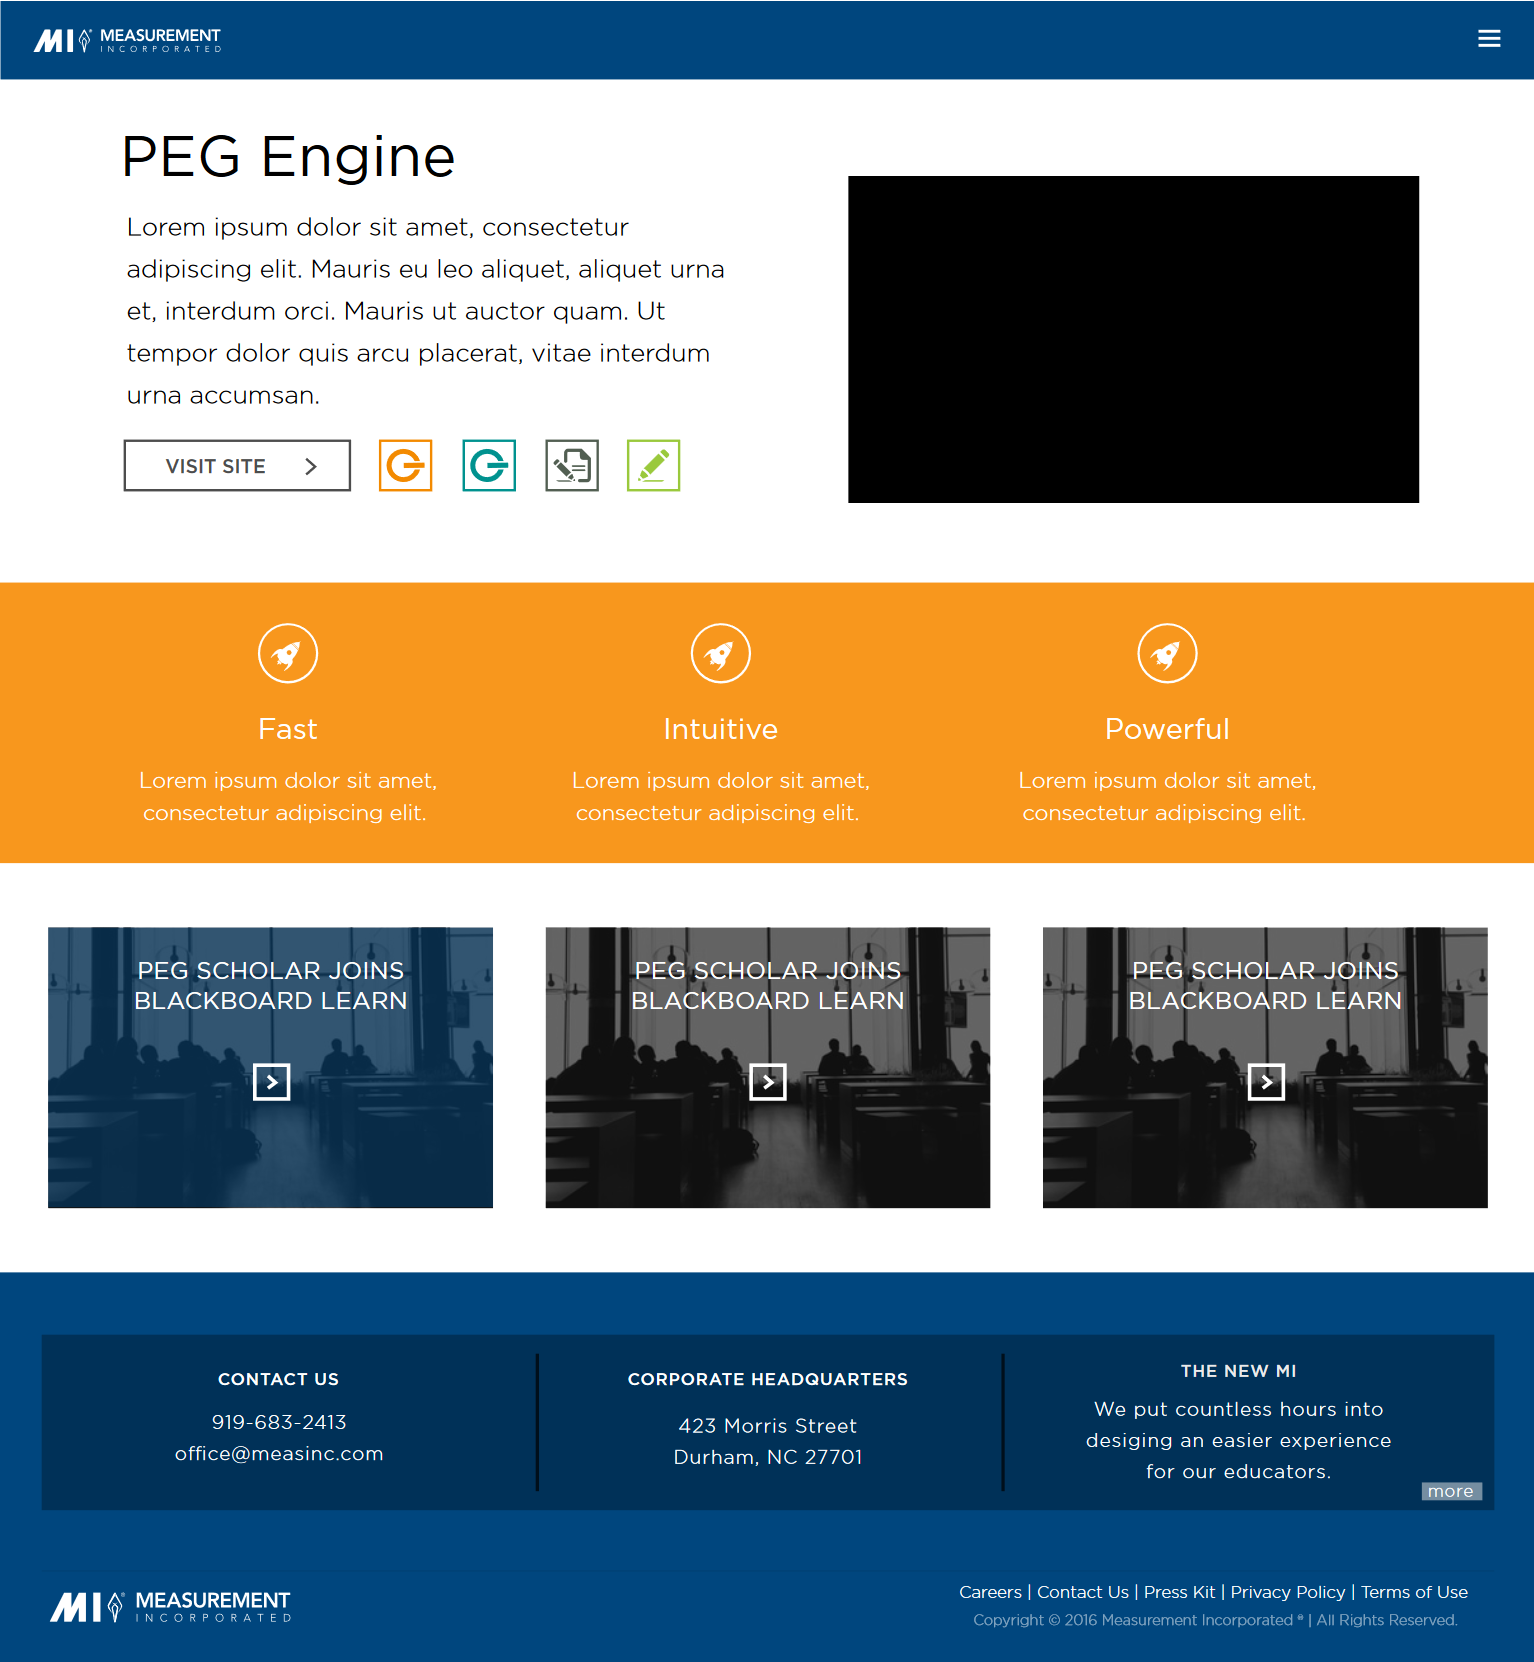 MI MEASUREMENT
INCORPORATED
PEG Engine
Lorem ipsum dolor sit amet, consectetur
adipiscing elit. Mauris eu leo aliquet, aliquet urna
et, interdum orci. Mauris ut auctor quam. Ut
tempor dolor quis arcu placerat, vitae interdum
urna accumsan.
VISIT SITE
Fast
Lorem ipsum dolor sit amet,
consectetur adipiscing elit.
Intuitive
Lorem ipsum dolor sit amet,
consectetur adipiscing elit.
Powerful
Lorem ipsum dolor sit amet,
consectetur adipiscing elit.
PEG SCHOLAR JOINS
BLACKBOARD LEARN
PEG SCHOLAR JOINS
BLACKBOARD LEARN
PEG SCHOLAR JOINS
BLACKBOARD LEARN
CONTACT US
919-683-2413
office@measinc.com
CORPORATE HEADQUARTERS
423 Morris Street
Durham, NC 27701
THE NEW MI
We put countless hours into
desiging an easier experience
for our educators.
more
MI MEASUREMENT
INCORPORATED
Careers | Contact Us | Press Kit | Privacy Policy | Terms of Use
Copyright © 2016 Measurement Incorporated ® | All Rights Reserved.